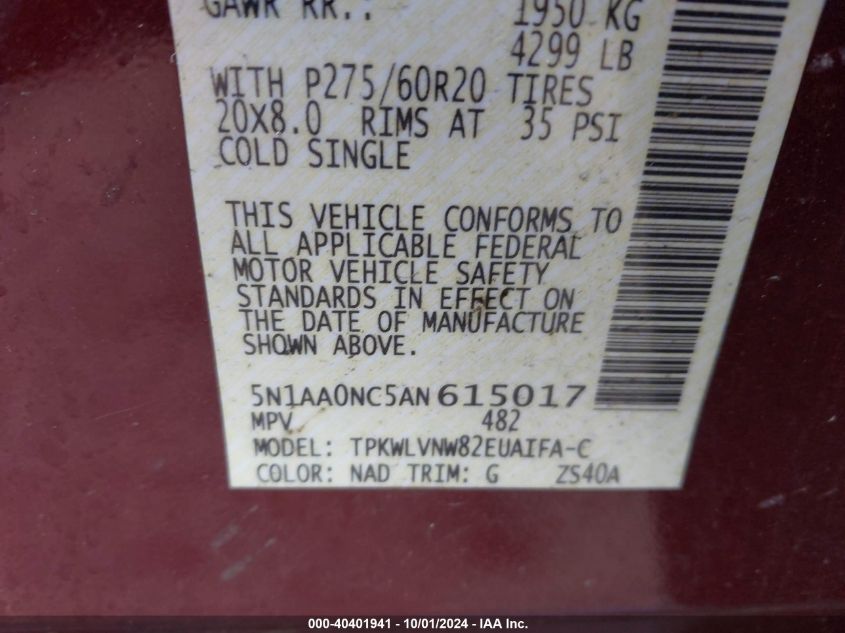 GAWR RR.: 1950 KG
4299 LB
WITH P275/60R20 TIRES
20X8.0 RIMS AT 35 PSI
COLD SINGLE
THIS VEHICLE CONFORMS TO
ALL APPLICABLE FEDERAL
MOTOR VEHICLE SAFETY
STANDARDS IN EFFECT ON
THE DATE OF MANUFACTURE
SHOWN ABOVE.
5N1AA0NC5AN615017
MPV 482
MODEL: TPKWLVNW82EUAIFA-C
COLOR: NAD TRIM: G ZS40A
000-40401941 - 10/01/2024 - IAA Inc.